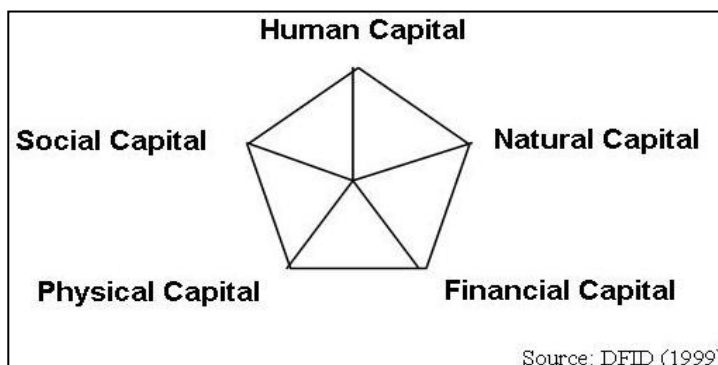 Human Capital
Social Capital
Natural Capital
Physical Capital
Financial Capital
Source: DFID (1999)